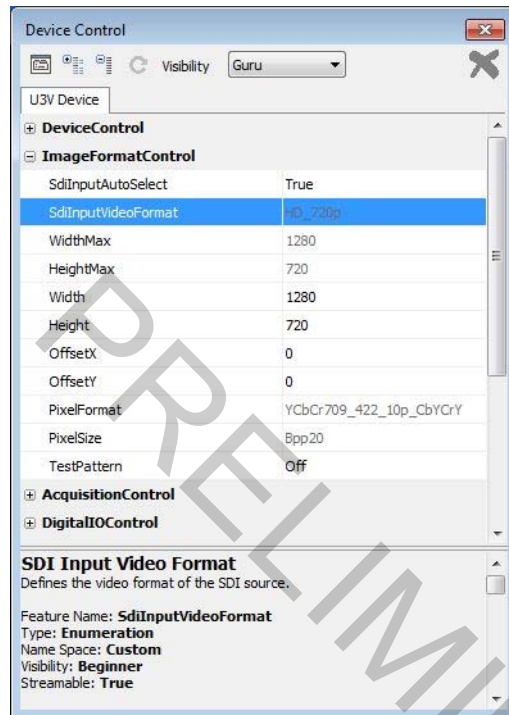 Device Control
Visibility Guru
U3V Device
DeviceControl
ImageFormatControl
SdiInputAutoSelect True
SdiInputVideoFormat HD_720p
WidthMax 1280
HeightMax 720
Width 1280
Height 720
OffsetX 0
OffsetY 0
PixelFormat YCbCr709_422_10p_CbYCrY
PixelSize Bpp20
TestPattern Off
AcquisitionControl
DigitalIOControl
SDI Input Video Format
Defines the video format of the SDI source.
Feature Name: SdiInputVideoFormat
Type: Enumeration
Name Space: Custom
Visibility: Beginner
Streamable: True
PRELIMI